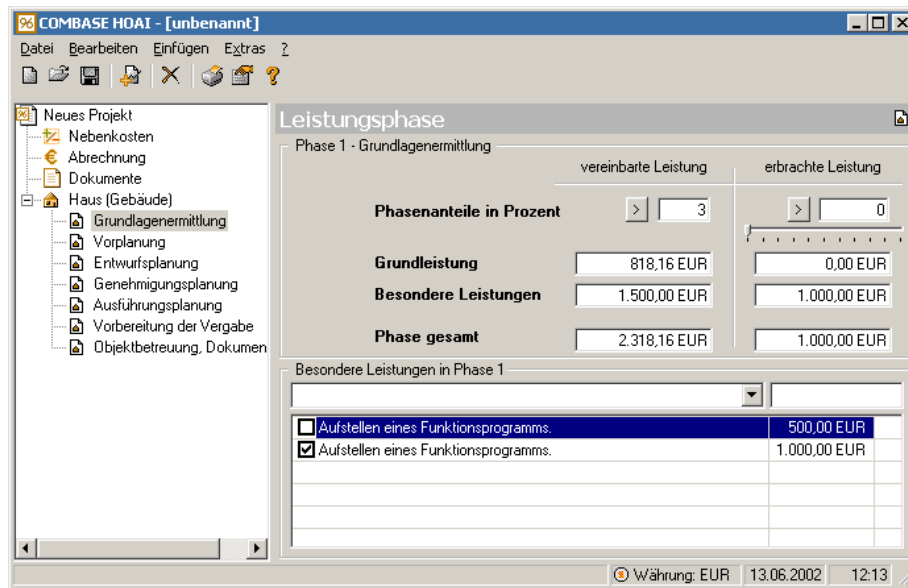 COMBASE HOAI - [unbenannt]
Datei Bearbeiten Einfügen Extras ?
Neues Projekt
Nebenkosten
Abrechnung
Dokumente
Haus (Gebäude)
Grundlagenermittlung
Vorplanung
Entwurfsplanung
Genehmigungsplanung
Ausführungsplanung
Vorbereitung der Vergabe
Objektbetreuung, Dokumen
Leistungsphase
Phase 1 - Grundlagenermittlung
vereinbarte Leistung erbrachte Leistung
Phasenanteile in Prozent > 3 > 0
Grundleistung 818,16 EUR 0,00 EUR
Besondere Leistungen 1.500,00 EUR 1.000,00 EUR
Phase gesamt 2.318,16 EUR 1.000,00 EUR
Besondere Leistungen in Phase 1
Aufstellen eines Funktionsprogramms. 500,00 EUR
Aufstellen eines Funktionsprogramms. 1.000,00 EUR
Währung: EUR 13.06.2002 12:13